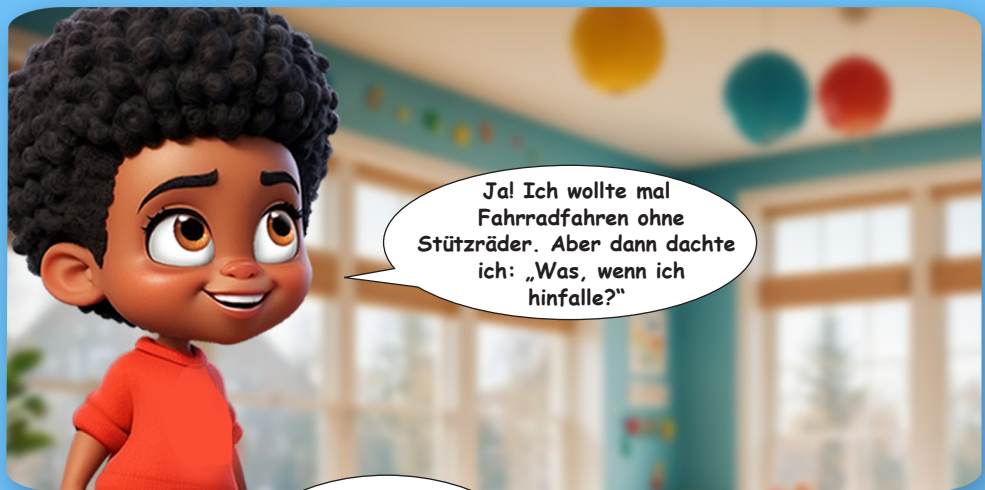 Ja! Ich wollte mal
Fahrradfahren ohne
Stützräder. Aber dann dachte
ich: „Was, wenn ich
hinfalle?“